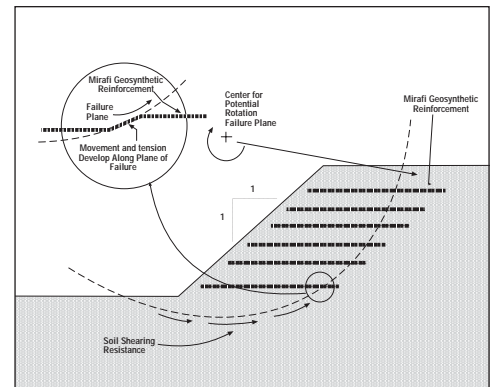 Mirafi Geosynthetic
Reinforcement
Failure
Plane
Movement and tension
Develop Along Plane of
Failure
Center for
Potential
Rotation
Failure Plane
Mirafi Geosynthetic
Reinforcement
1
1
Soil Shearing
Resistance